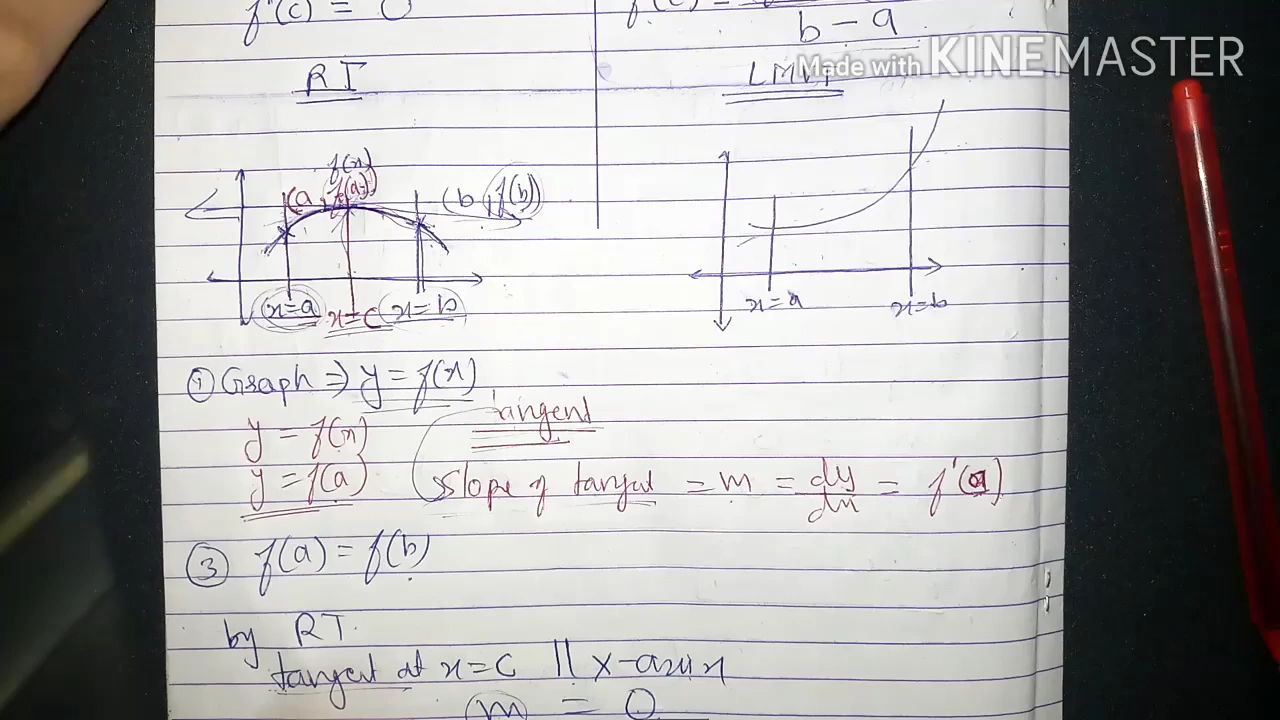 f'(c) = 0
b - a
Made with KINEMASTER
RT
LMVT
f(x)
(a, f(a))
(b, f(b))
x=a
x=c
x=b
x=a
x=b
① Graph ⇒ y = f(x)
tangent
y = f(x)
y = f(a)
slope of tangent = m = dy/dx = f'(a)
③ f(a) = f(b)
by RT.
tangent at x=c || x-axis
m = 0